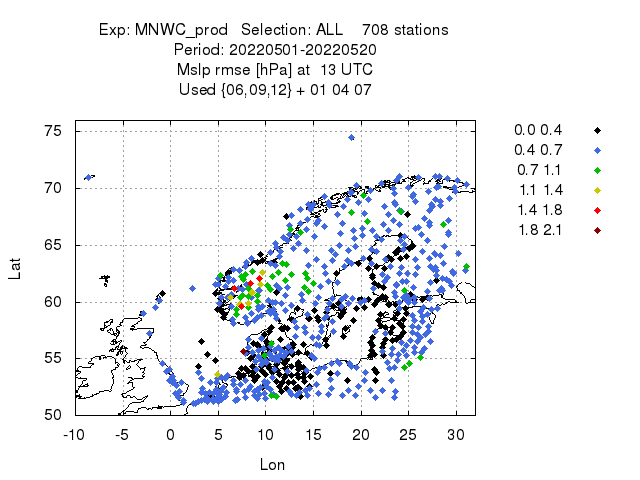 Exp: MNWC_prod   Selection: ALL    708 stations
Period: 20220501-20220520
Mslp rmse [hPa] at  13 UTC
Used {06,09,12} + 01 04 07
0.0 0.4
0.4 0.7
0.7 1.1
1.1 1.4
1.4 1.8
1.8 2.1
75
70
65
60
55
50
Lat
-10 -5 0 5 10 15 20 25 30
Lon